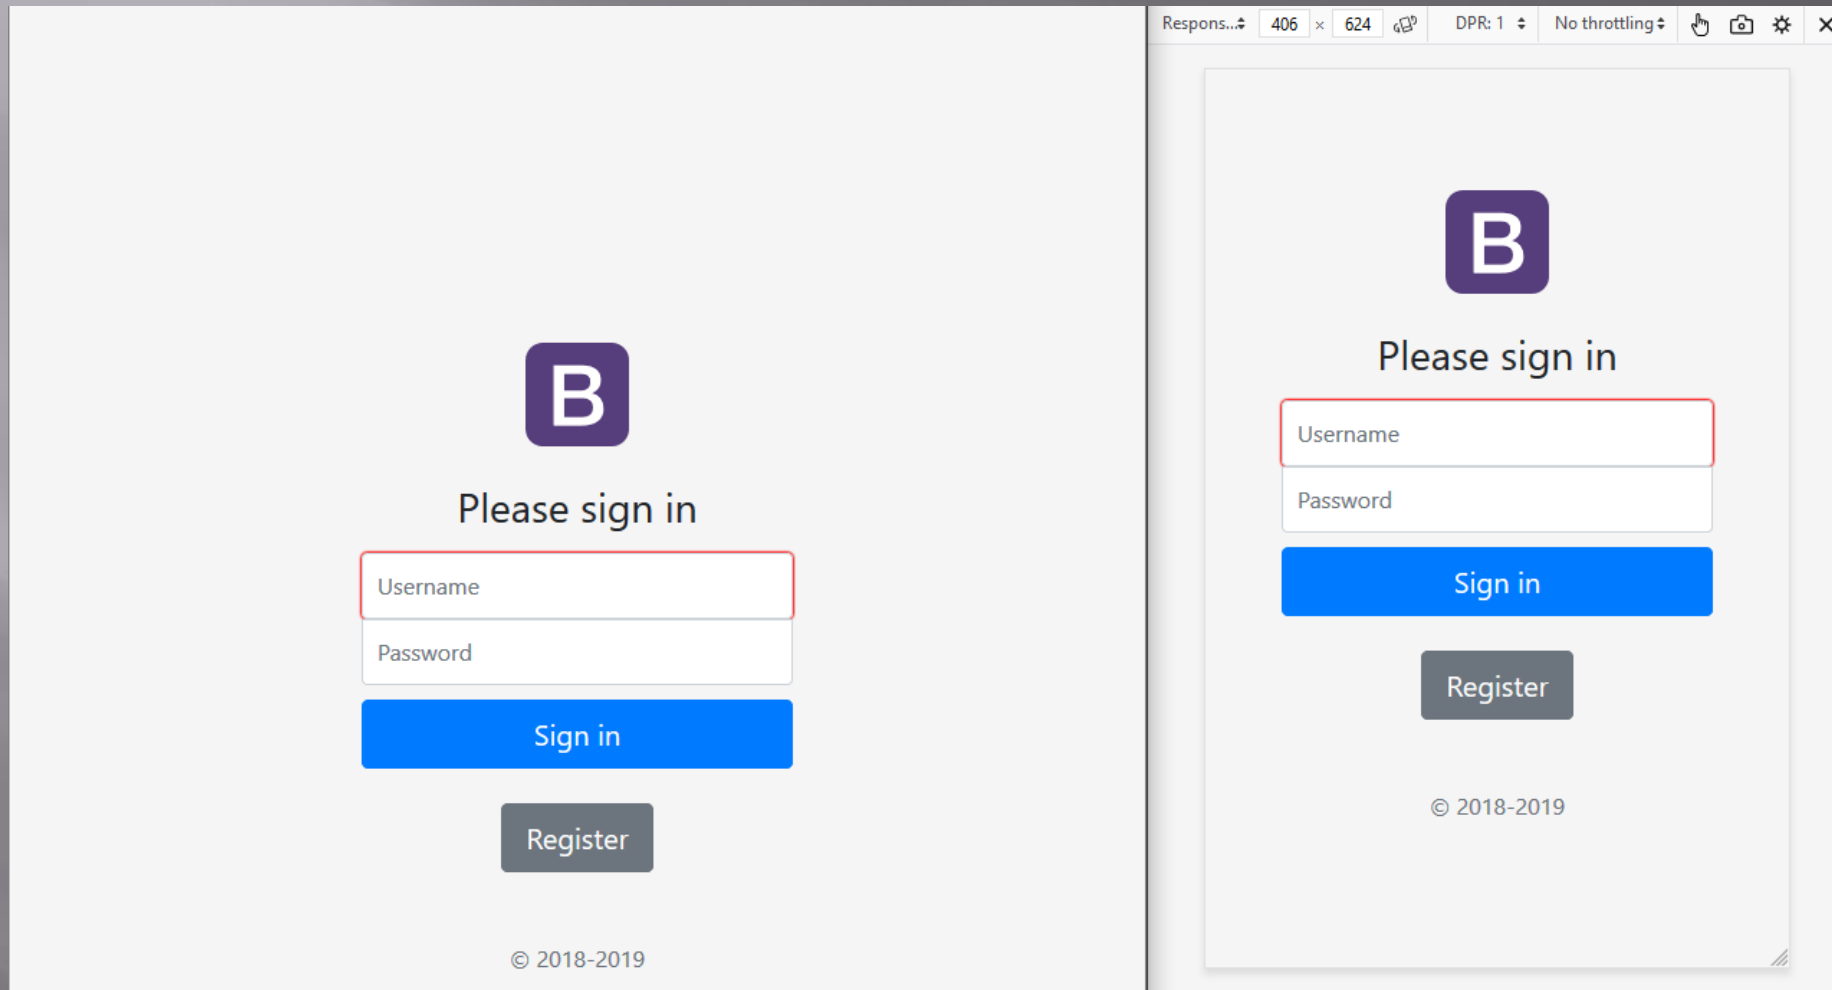 B
Please sign in
Username
Password
Sign in
Register
© 2018-2019
Respons... 406 × 624 DPR: 1 No throttling
B
Please sign in
Username
Password
Sign in
Register
© 2018-2019